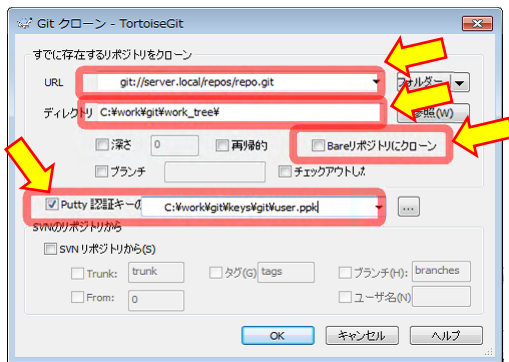 Git クローン - TortoiseGit
すでに存在するリポジトリをクローン
URL git://server.local/repos/repo.git フォルダー
ディレクトリ C:¥work¥git¥work_tree¥ 参照(W)
深さ 0 再帰的 Bareリポジトリにクローン
ブランチ チェックアウトした
Putty 認証キーの C:¥work¥git¥keys¥git¥user.ppk ...
SVNのリポジトリから
SVN リポジトリから(S)
Trunk: trunk タグ(G) tags ブランチ(H): branches
From: 0 ユーザ名(N)
OK キャンセル ヘルプ